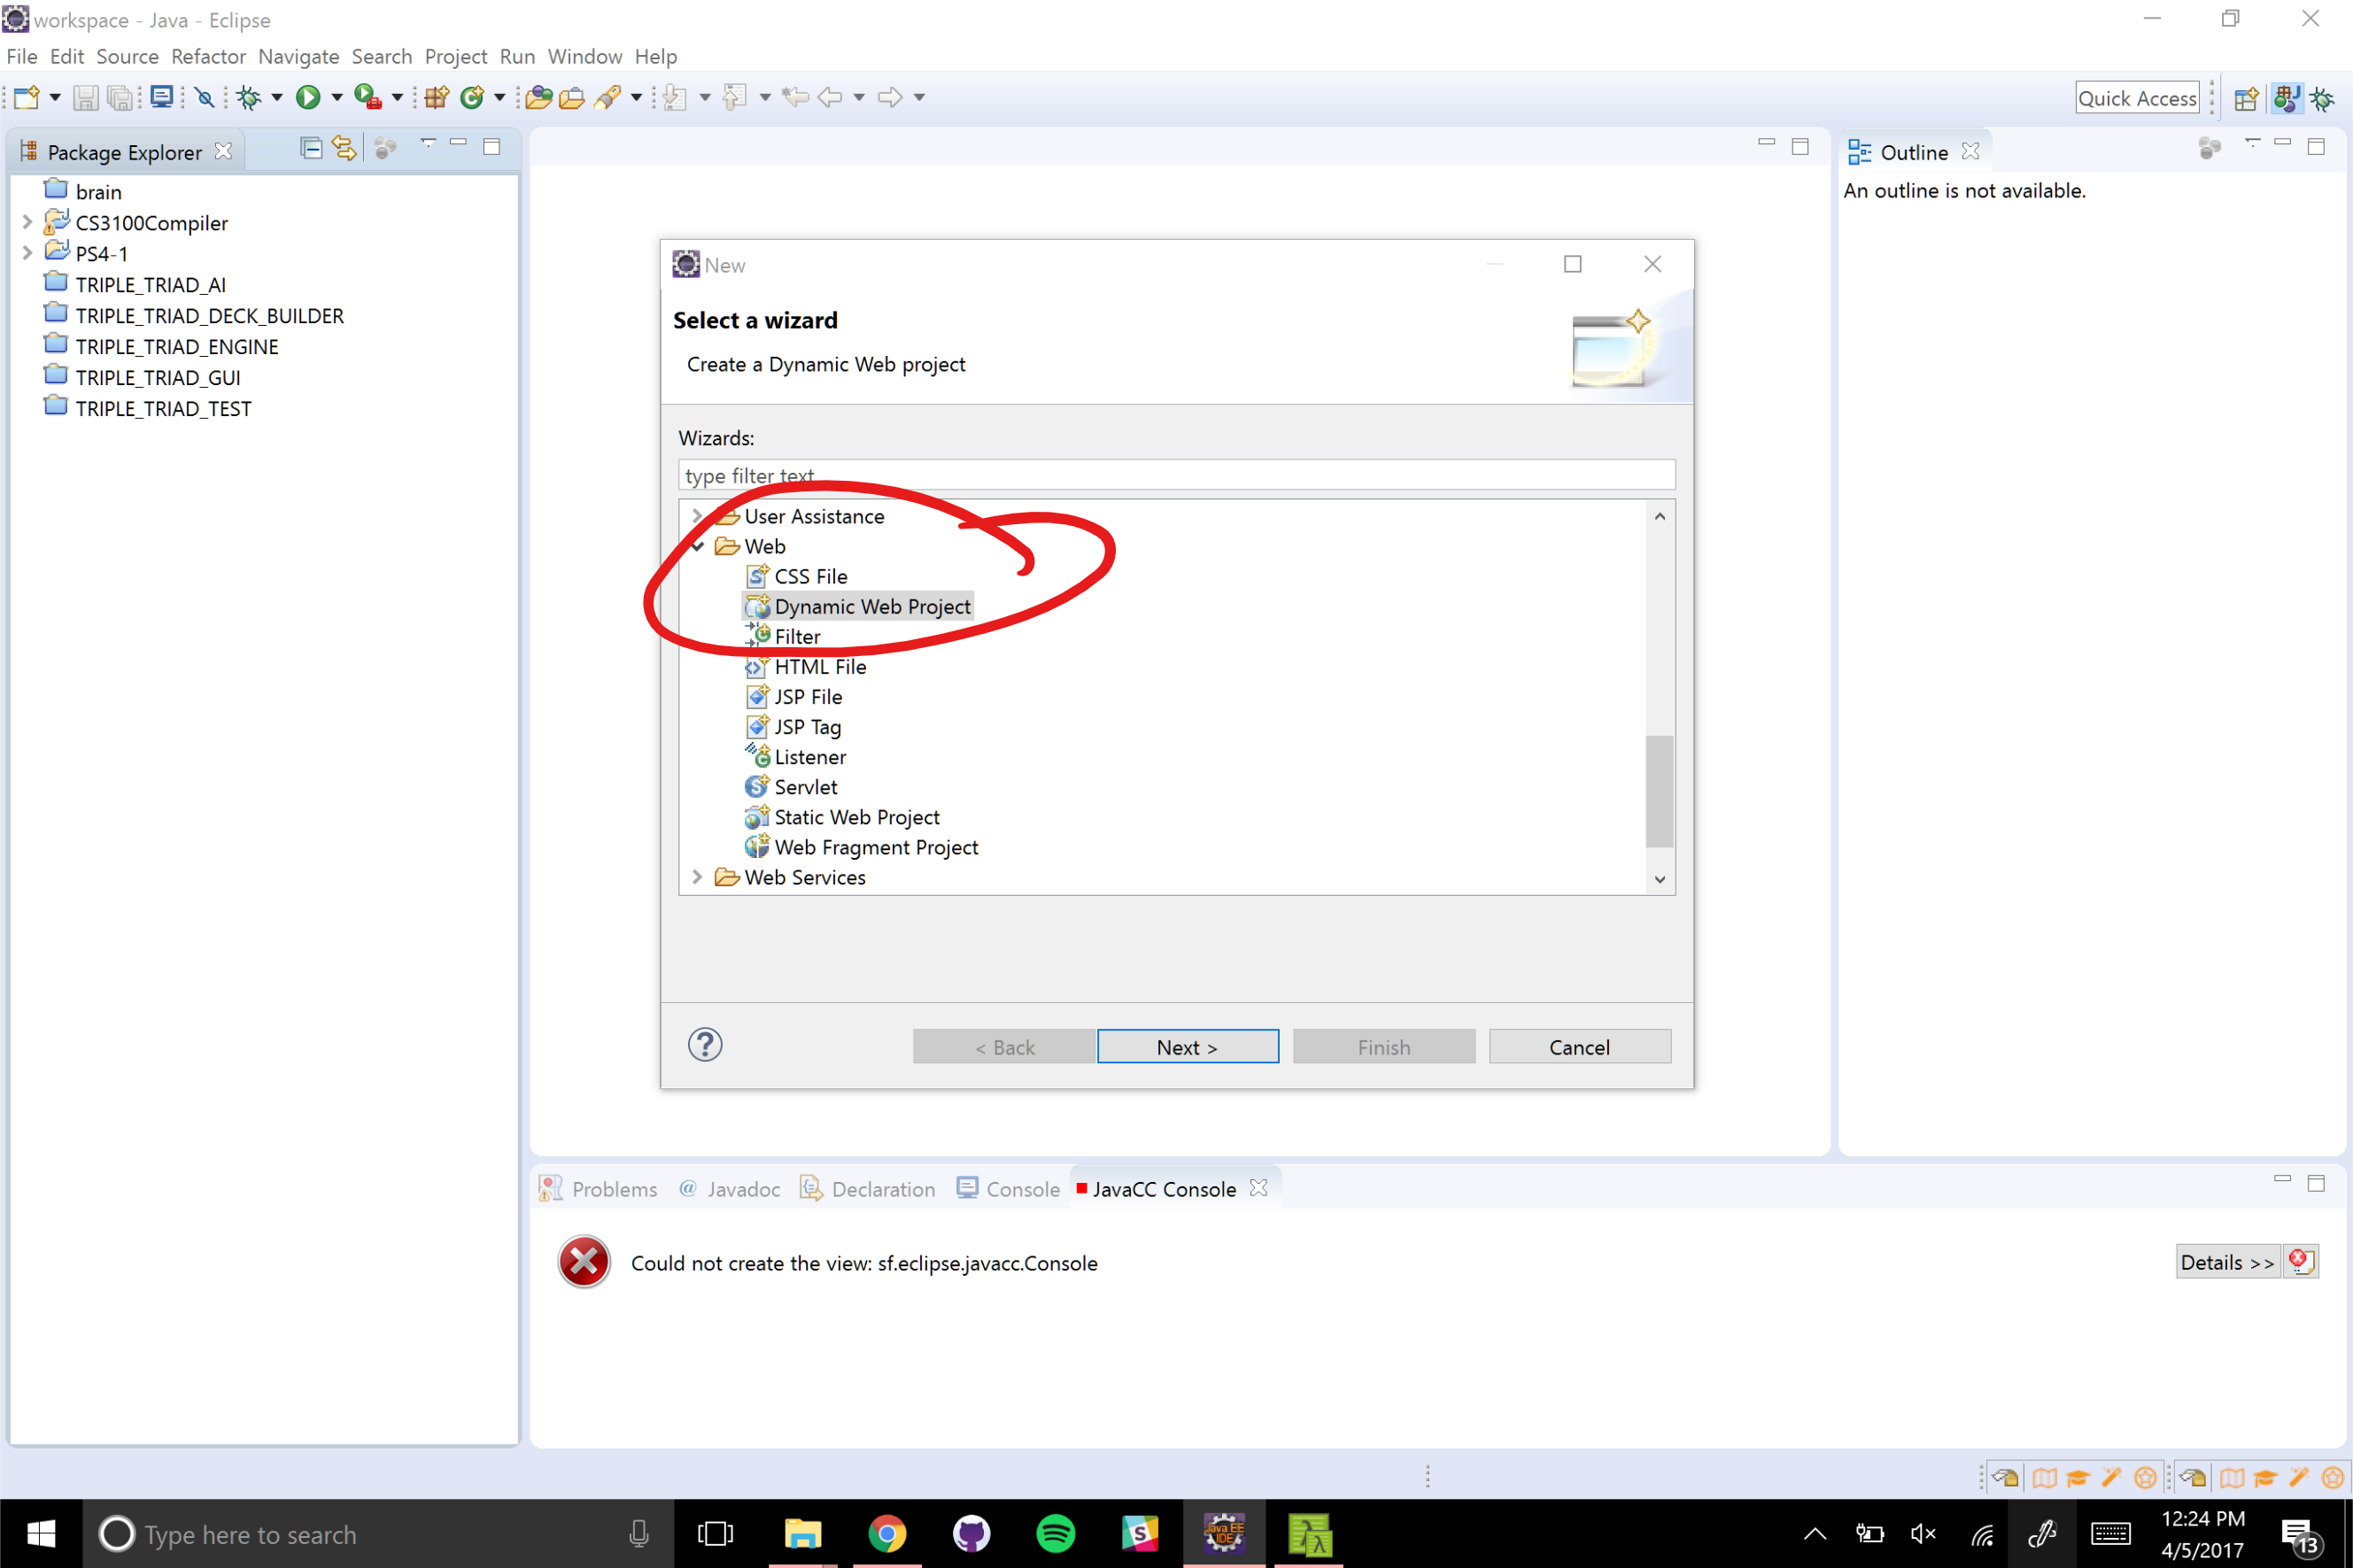 workspace - Java - Eclipse
File Edit Source Refactor Navigate Search Project Run Window Help
Quick Access
Package Explorer
brain
CS3100Compiler
PS4-1
TRIPLE_TRIAD_AI
TRIPLE_TRIAD_DECK_BUILDER
TRIPLE_TRIAD_ENGINE
TRIPLE_TRIAD_GUI
TRIPLE_TRIAD_TEST
Outline
An outline is not available.
New
Select a wizard
Create a Dynamic Web project
Wizards:
type filter text
User Assistance
Web
CSS File
Dynamic Web Project
Filter
HTML File
JSP File
JSP Tag
Listener
Servlet
Static Web Project
Web Fragment Project
Web Services
< Back Next > Finish Cancel
Problems @ Javadoc Declaration Console JavaCC Console
Could not create the view: sf.eclipse.javacc.Console
Details >>
Type here to search
Java EE
IDE
12:24 PM
4/5/2017
13